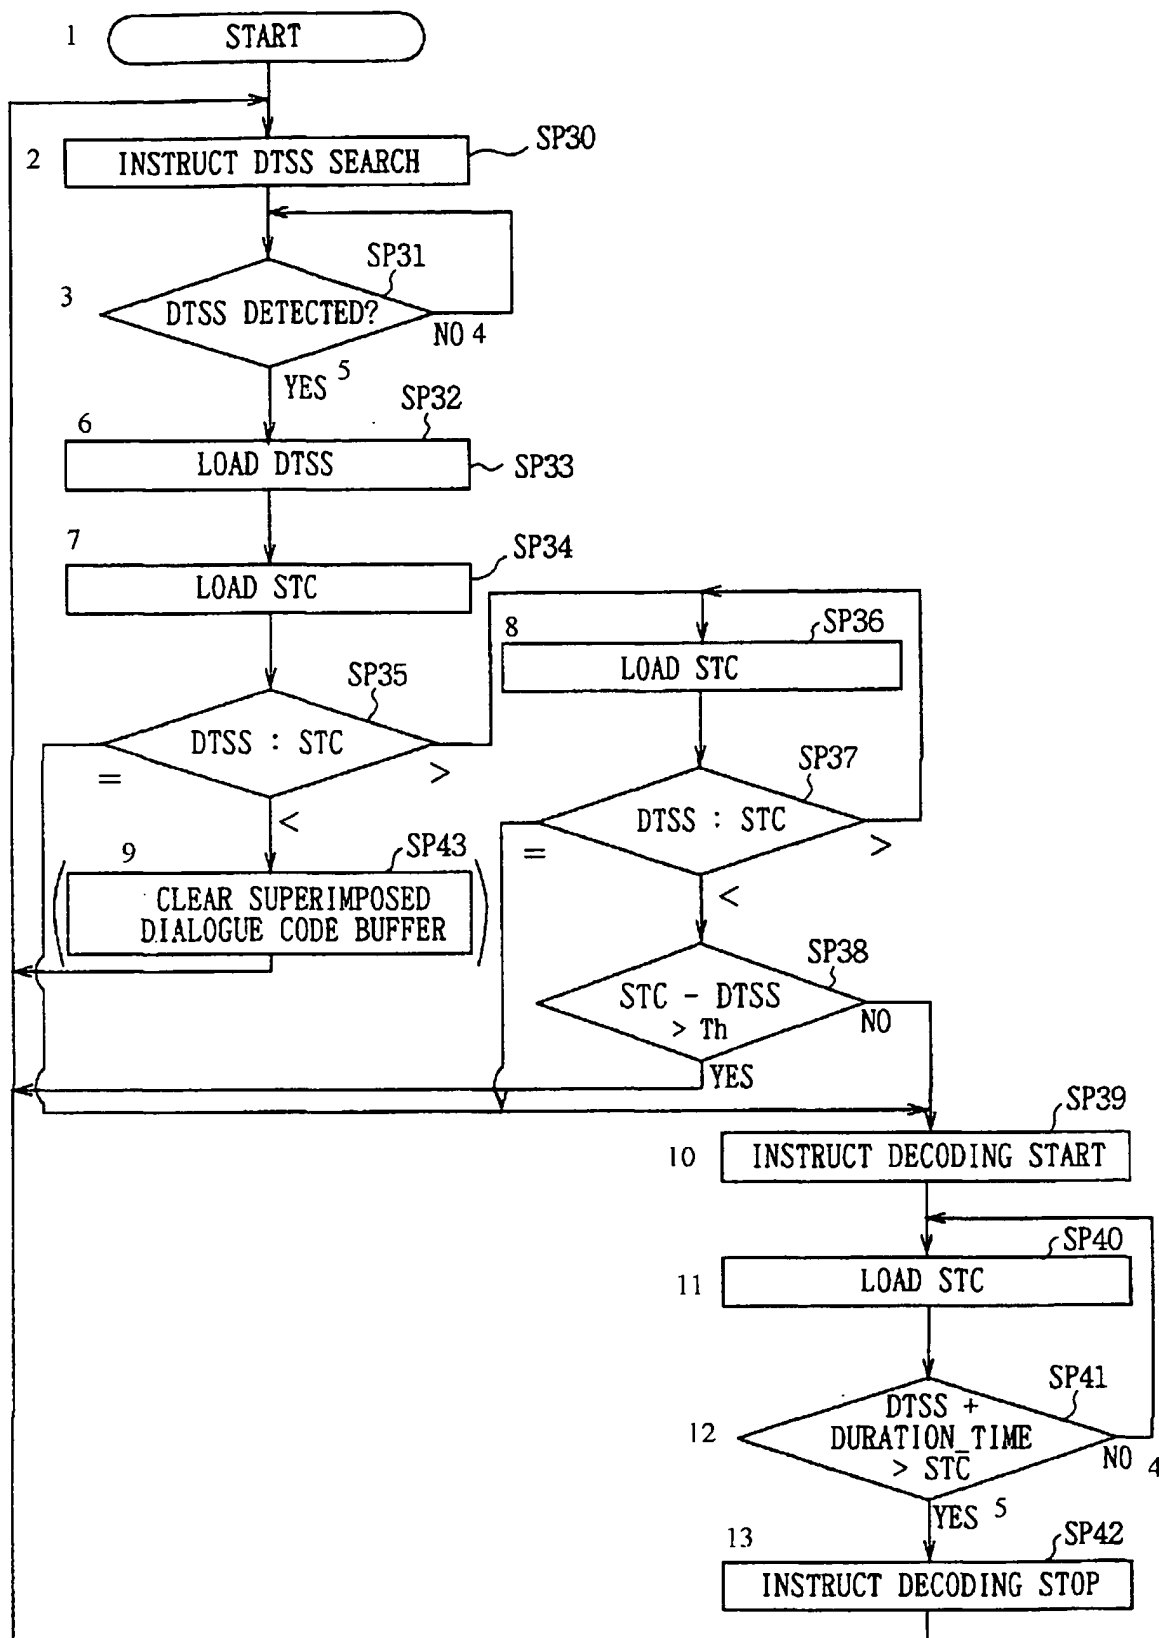 1 START
2 INSTRUCT DTSS SEARCH SP30
SP31
3 DTSS DETECTED?
NO 4
YES 5
SP32
6
LOAD DTSS SP33
7
SP34
LOAD STC
8 SP36
LOAD STC
SP35
DTSS : STC
= >
<
SP37
DTSS : STC
= >
<
9 SP43
( CLEAR SUPERIMPOSED
DIALOGUE CODE BUFFER )
SP38
STC - DTSS
> Th
NO
YES
SP39
10 INSTRUCT DECODING START
SP40
11 LOAD STC
SP41
DTSS +
12 DURATION_TIME
> STC
NO 4
YES 5
13 SP42
INSTRUCT DECODING STOP